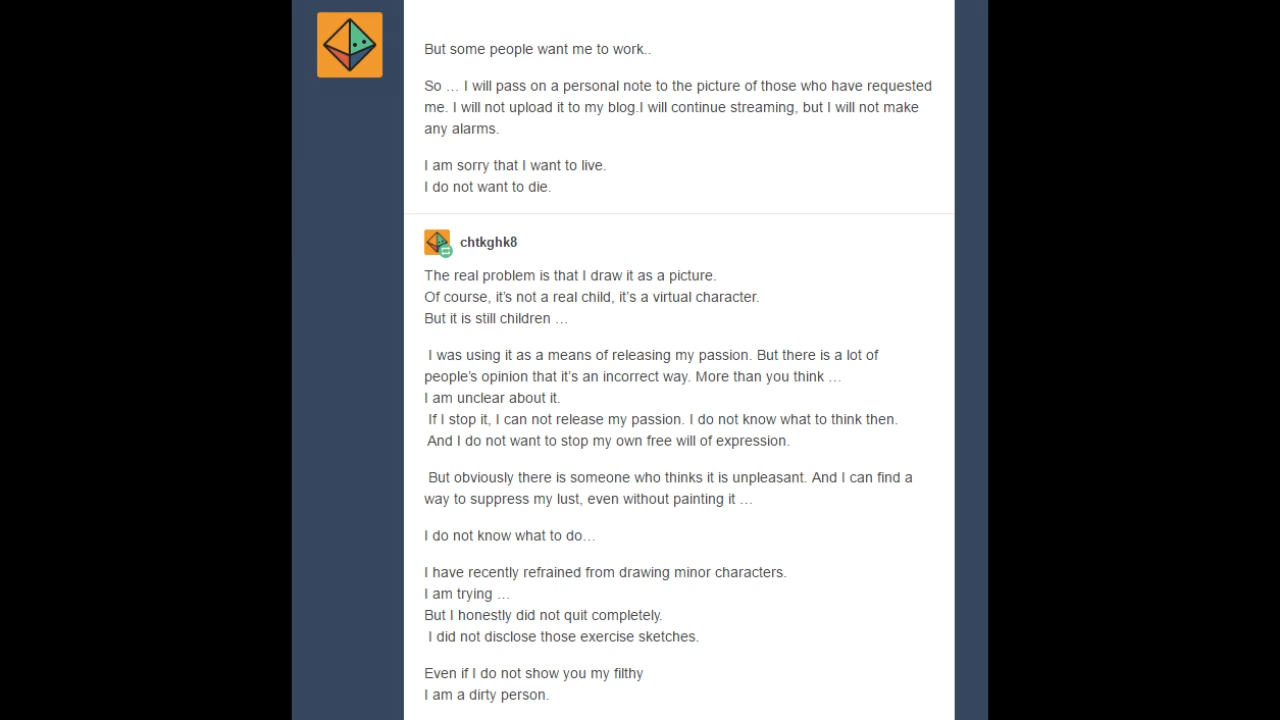 But some people want me to work..
So … I will pass on a personal note to the picture of those who have requested
me. I will not upload it to my blog.I will continue streaming, but I will not make
any alarms.
I am sorry that I want to live.
I do not want to die.
chtkghk8
The real problem is that I draw it as a picture.
Of course, it's not a real child, it's a virtual character.
But it is still children …
I was using it as a means of releasing my passion. But there is a lot of
people's opinion that it's an incorrect way. More than you think …
I am unclear about it.
If I stop it, I can not release my passion. I do not know what to think then.
And I do not want to stop my own free will of expression.
But obviously there is someone who thinks it is unpleasant. And I can find a
way to suppress my lust, even without painting it …
I do not know what to do…
I have recently refrained from drawing minor characters.
I am trying …
But I honestly did not quit completely.
I did not disclose those exercise sketches.
Even if I do not show you my filthy
I am a dirty person.